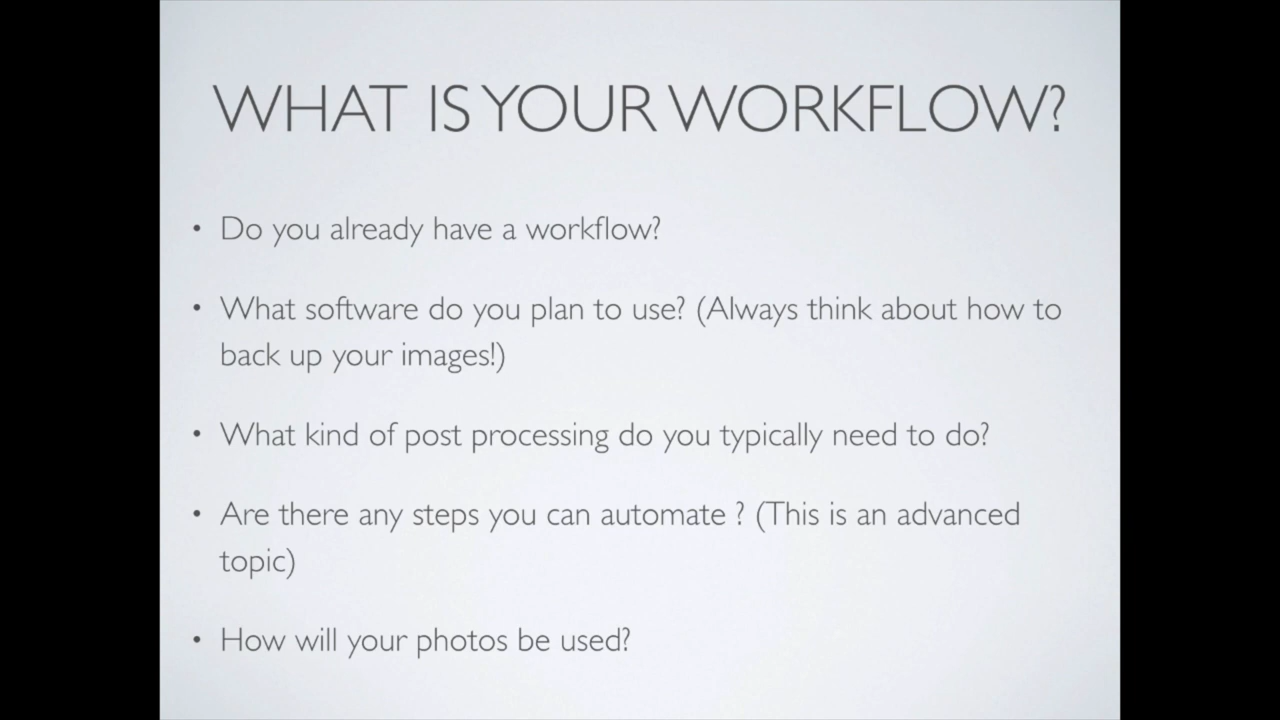 WHAT IS YOUR WORKFLOW?
• Do you already have a workflow?
• What software do you plan to use? (Always think about how to
back up your images!)
• What kind of post processing do you typically need to do?
• Are there any steps you can automate ? (This is an advanced
topic)
• How will your photos be used?